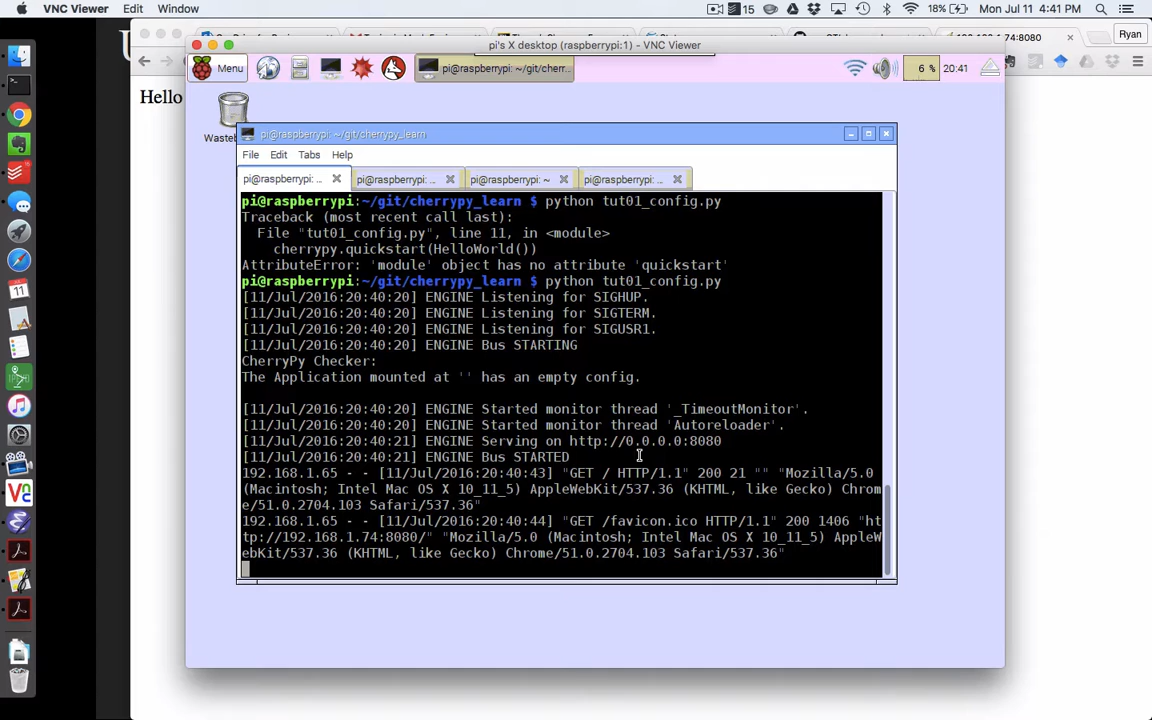 VNC Viewer Edit Window 15 18% Mon Jul 11 4:41 PM
pi's X desktop (raspberrypi:1) - VNC Viewer
:8080
Ryan
Menu pi@raspberrypi: ~/git/cherr.. 6 % 20:41
Hello
Wasteb
pi@raspberrypi: ~/git/cherrypy_learn
File Edit Tabs Help
pi@raspberrypi: ... pi@raspberrypi: ... pi@raspberrypi: ~ pi@raspberrypi: ...
pi@raspberrypi:~/git/cherrypy_learn $ python tut01_config.py
Traceback (most recent call last):
File "tut01_config.py", line 11, in <module>
cherrypy.quickstart(HelloWorld())
AttributeError: 'module' object has no attribute 'quickstart'
pi@raspberrypi:~/git/cherrypy_learn $ python tut01_config.py
[11/Jul/2016:20:40:20] ENGINE Listening for SIGHUP.
[11/Jul/2016:20:40:20] ENGINE Listening for SIGTERM.
[11/Jul/2016:20:40:20] ENGINE Listening for SIGUSR1.
[11/Jul/2016:20:40:20] ENGINE Bus STARTING
CherryPy Checker:
The Application mounted at '' has an empty config.
[11/Jul/2016:20:40:20] ENGINE Started monitor thread '_TimeoutMonitor'.
[11/Jul/2016:20:40:20] ENGINE Started monitor thread 'Autoreloader'.
[11/Jul/2016:20:40:21] ENGINE Serving on http://0.0.0.0:8080
[11/Jul/2016:20:40:21] ENGINE Bus STARTED
192.168.1.65 - - [11/Jul/2016:20:40:43] "GET / HTTP/1.1" 200 21 "" "Mozilla/5.0
(Macintosh; Intel Mac OS X 10_11_5) AppleWebKit/537.36 (KHTML, like Gecko) Chrom
e/51.0.2704.103 Safari/537.36"
192.168.1.65 - - [11/Jul/2016:20:40:44] "GET /favicon.ico HTTP/1.1" 200 1406 "ht
tp://192.168.1.74:8080/" "Mozilla/5.0 (Macintosh; Intel Mac OS X 10_11_5) AppleW
ebKit/537.36 (KHTML, like Gecko) Chrome/51.0.2704.103 Safari/537.36"